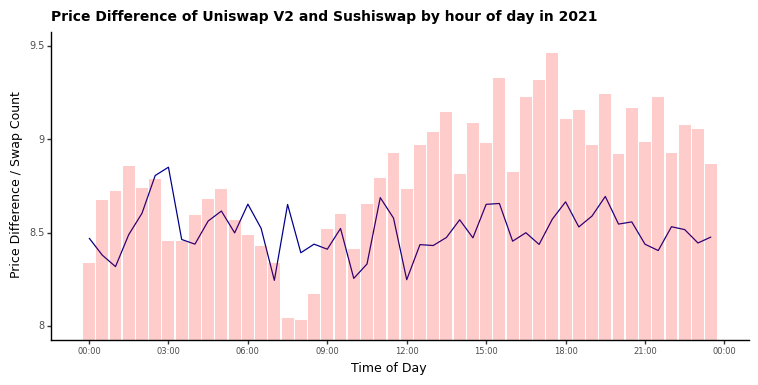 Price Difference of Uniswap V2 and Sushiswap by hour of day in 2021
Price Difference / Swap Count
9.5
9
8.5
8
00:00 03:00 06:00 09:00 12:00 15:00 18:00 21:00 00:00
Time of Day